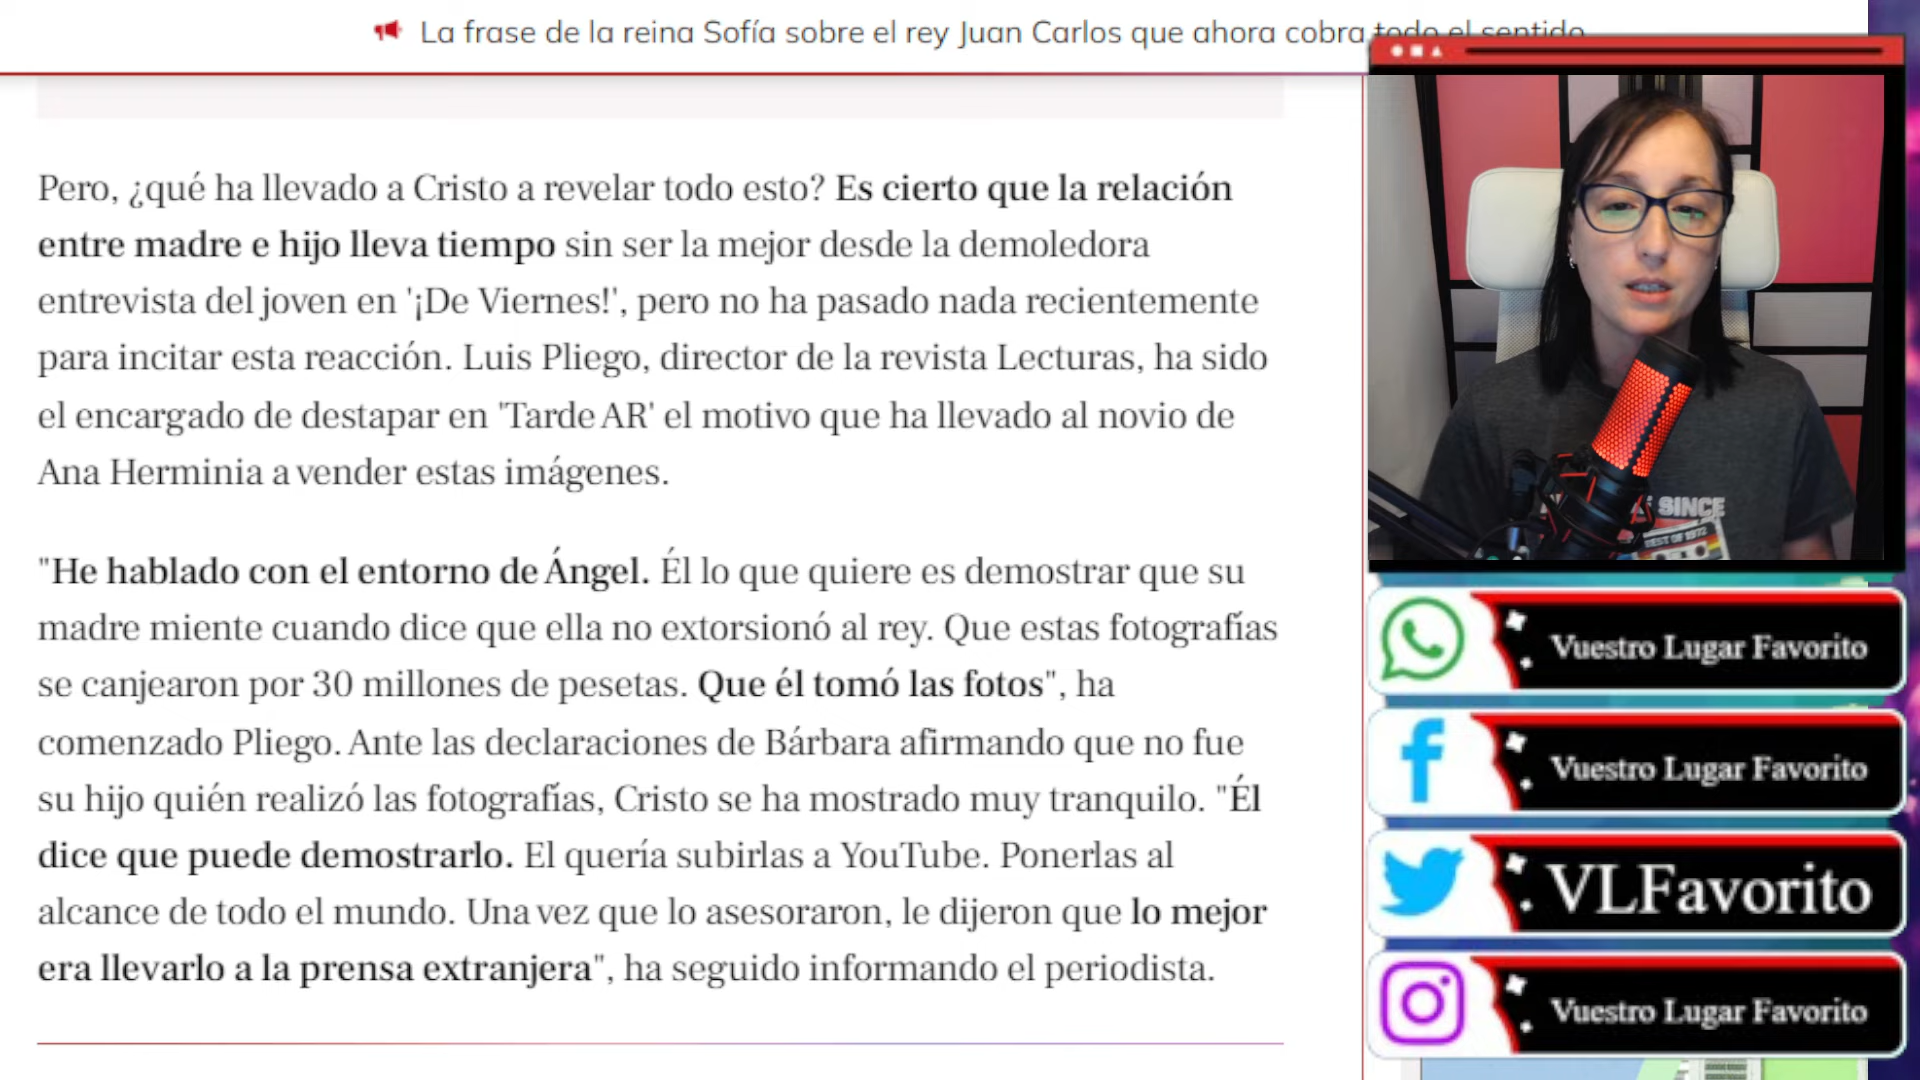 La frase de la reina Sofía sobre el rey Juan Carlos que ahora cobra todo el sentido
Pero, ¿qué ha llevado a Cristo a revelar todo esto? Es cierto que la relación
entre madre e hijo lleva tiempo sin ser la mejor desde la demoledora
entrevista del joven en '¡De Viernes!', pero no ha pasado nada recientemente
para incitar esta reacción. Luis Pliego, director de la revista Lecturas, ha sido
el encargado de destapar en 'Tarde AR' el motivo que ha llevado al novio de
Ana Herminia a vender estas imágenes.
"He hablado con el entorno de Ángel. Él lo que quiere es demostrar que su
madre miente cuando dice que ella no extorsionó al rey. Que estas fotografías
se canjearon por 30 millones de pesetas. Que él tomó las fotos", ha
comenzado Pliego. Ante las declaraciones de Bárbara afirmando que no fue
su hijo quién realizó las fotografías, Cristo se ha mostrado muy tranquilo. "Él
dice que puede demostrarlo. El quería subirlas a YouTube. Ponerlas al
alcance de todo el mundo. Una vez que lo asesoraron, le dijeron que lo mejor
era llevarlo a la prensa extranjera", ha seguido informando el periodista.
SINCE
BEST OF 1972
Vuestro Lugar Favorito
Vuestro Lugar Favorito
VLFavorito
Vuestro Lugar Favorito